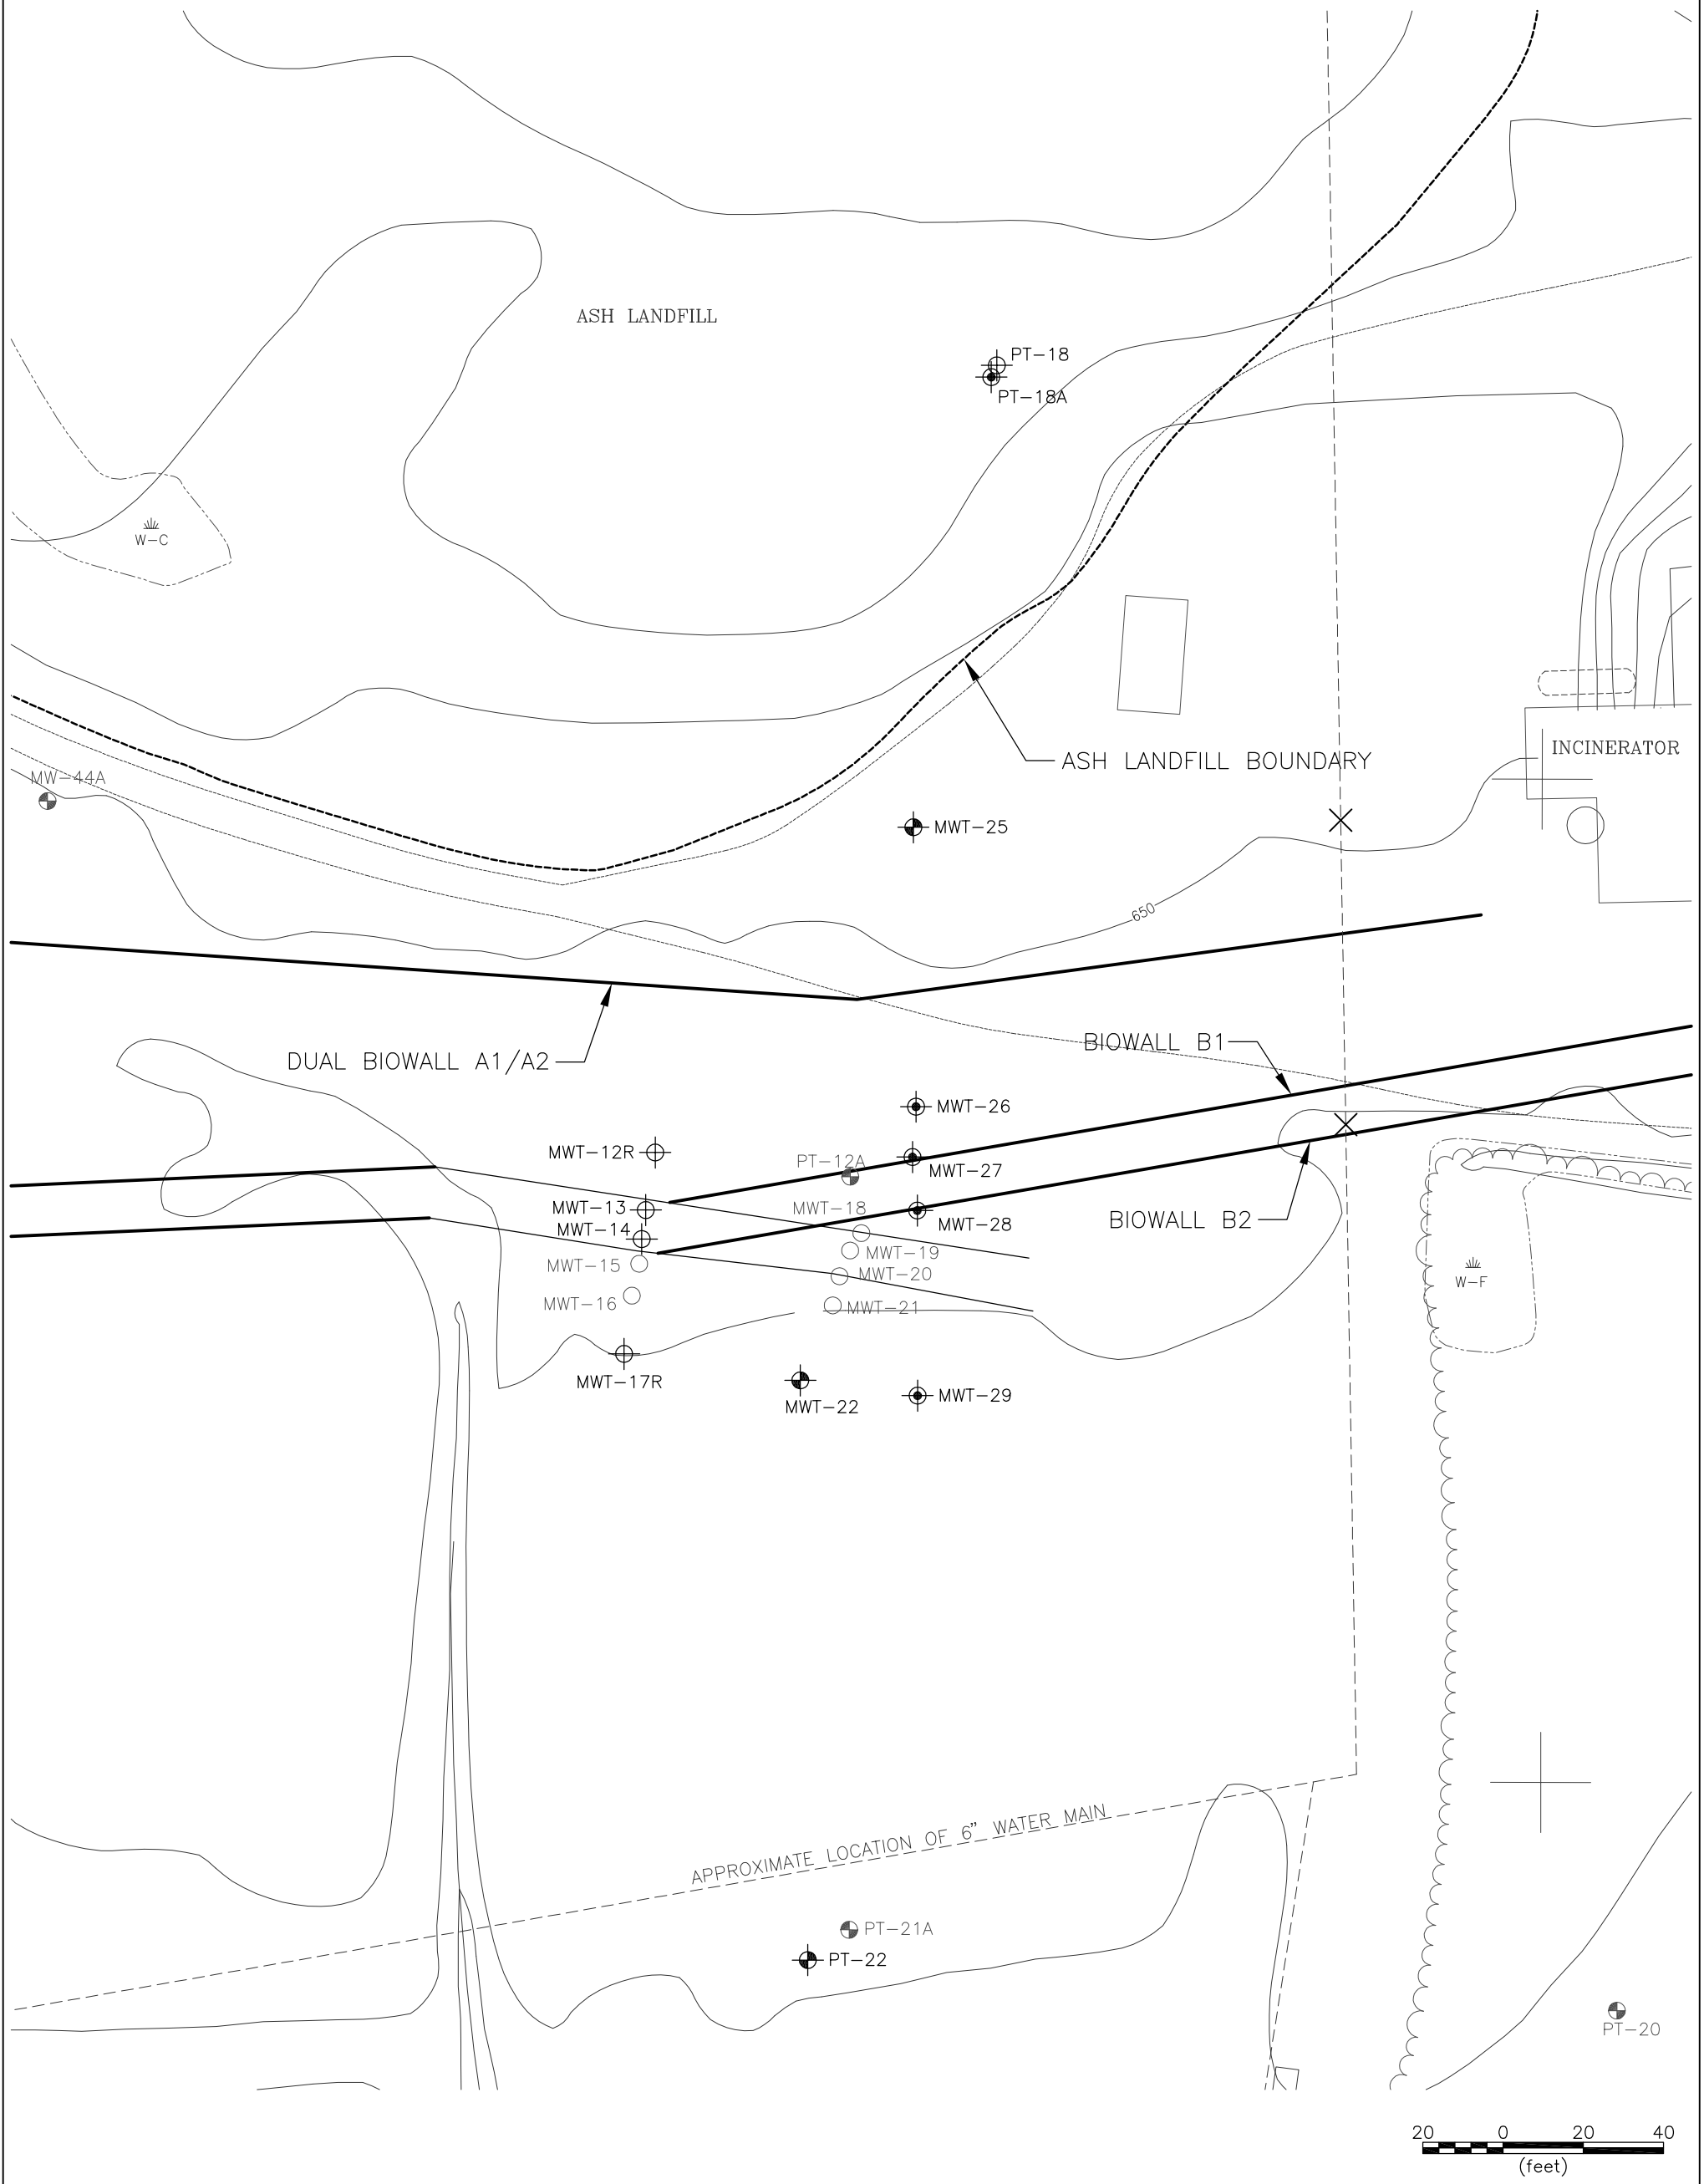 ASH LANDFILL
PT-18
PT-18A
W-C
ASH LANDFILL BOUNDARY
INCINERATOR
MW-44A
MWT-25
650
DUAL BIOWALL A1/A2
BIOWALL B1
MWT-26
MWT-12R
PT-12A
MWT-27
MWT-13
MWT-18
MWT-14
MWT-28
BIOWALL B2
MWT-15
MWT-19
MWT-20
W-F
MWT-16
MWT-21
MWT-17R
MWT-22
MWT-29
APPROXIMATE LOCATION OF 6" WATER MAIN
PT-21A
PT-22
PT-20
20 0 20 40
(feet)